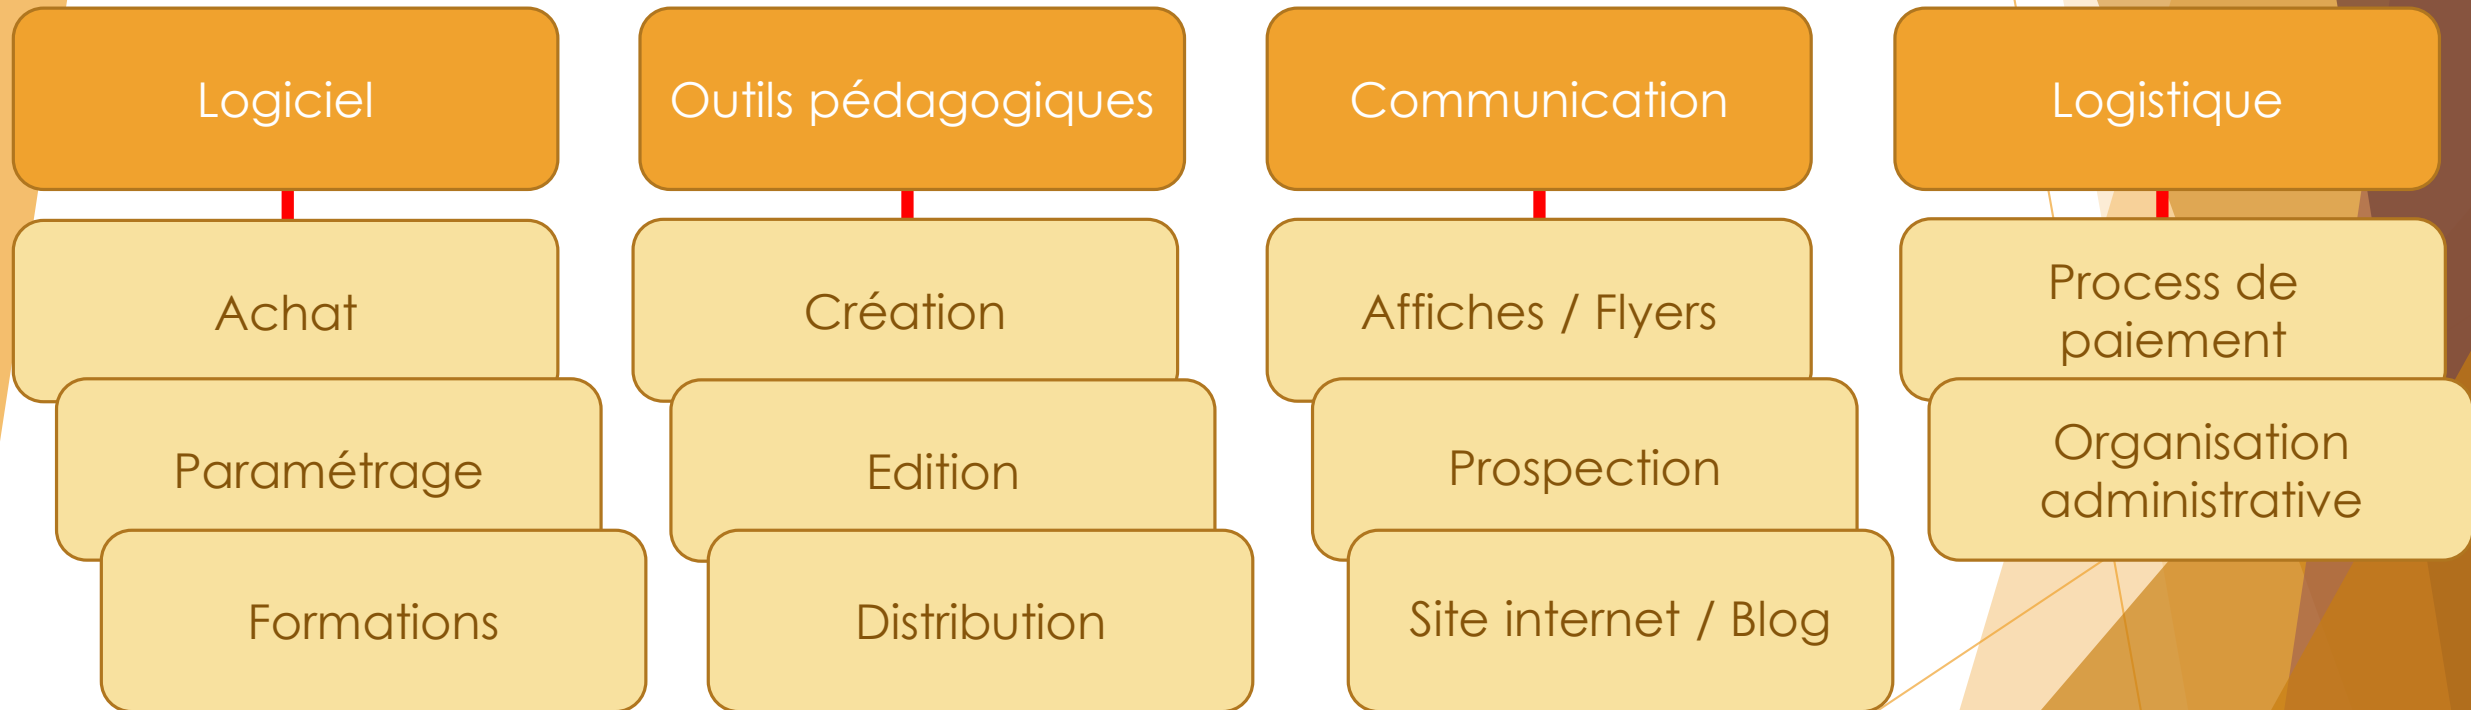 Logiciel
Achat
Paramétrage
Formations
Outils pédagogiques
Création
Edition
Distribution
Communication
Affiches / Flyers
Prospection
Site internet / Blog
Logistique
Process de
paiement
Organisation
administrative